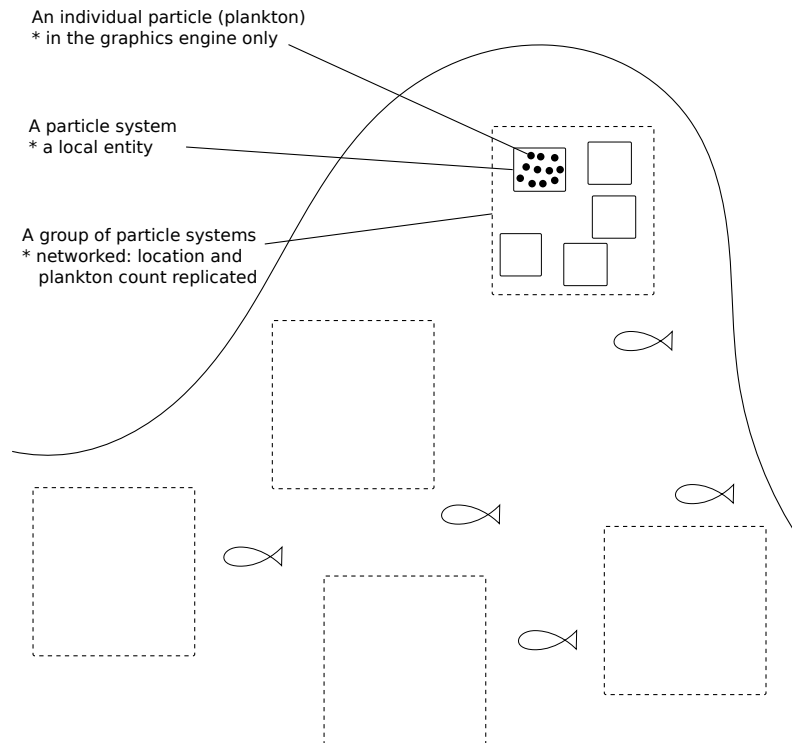 An individual particle (plankton)
* in the graphics engine only
A particle system
* a local entity
A group of particle systems
* networked: location and
plankton count replicated